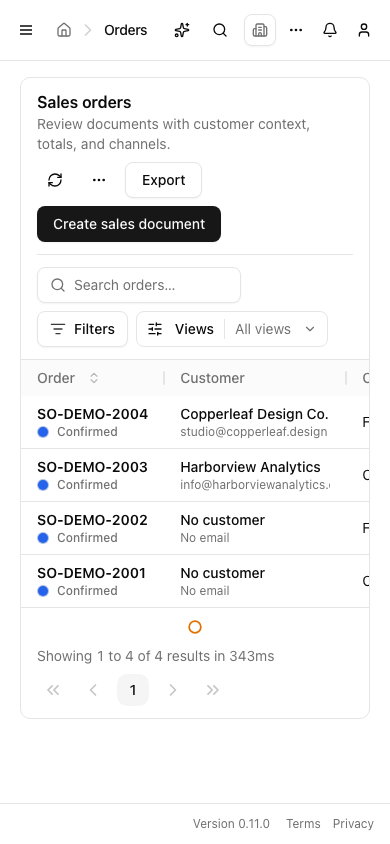 Orders
Sales orders
Review documents with customer context,
totals, and channels.
Export
Create sales document
Search orders...
Filters
Views
All views
Order
Customer
SO-DEMO-2004
Copperleaf Design Co.
Confirmed
studio@copperleaf.design
SO-DEMO-2003
Harborview Analytics
Confirmed
info@harborviewanalytics.
SO-DEMO-2002
No customer
Confirmed
No email
SO-DEMO-2001
No customer
Confirmed
No email
Showing 1 to 4 of 4 results in 343ms
1
Version 0.11.0
Terms
Privacy